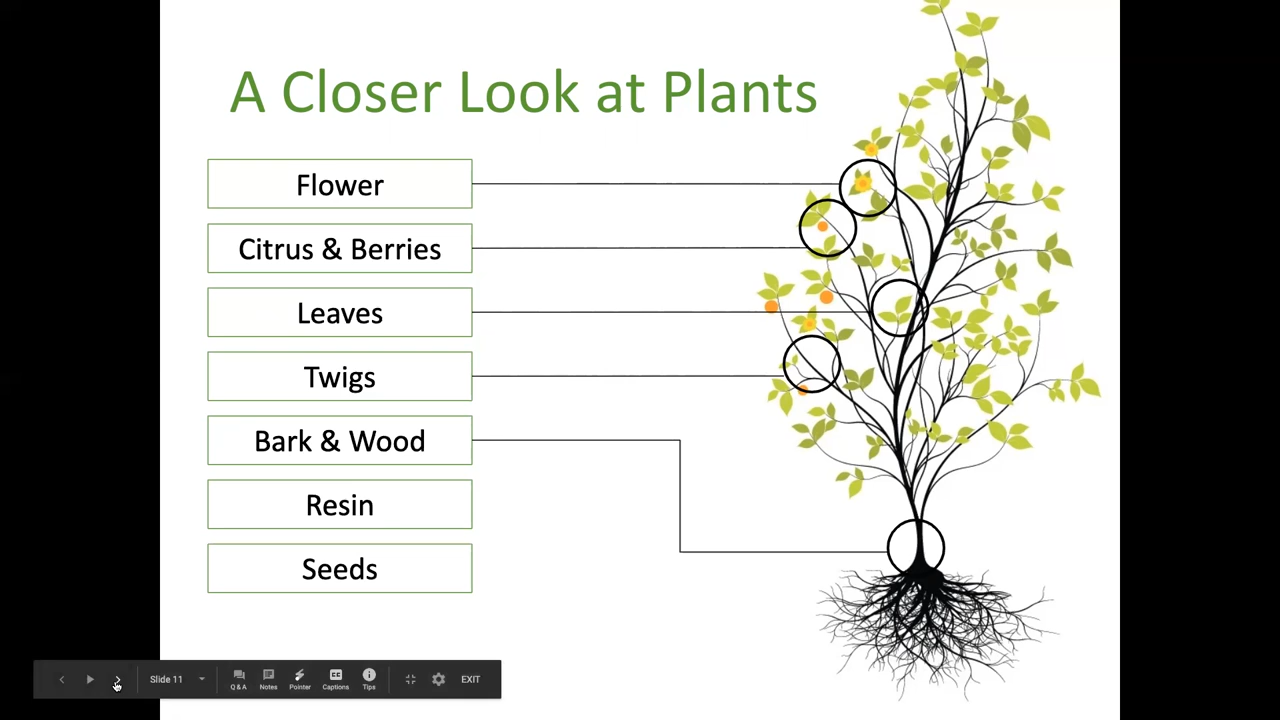 A Closer Look at Plants
Flower
Citrus & Berries
Leaves
Twigs
Bark & Wood
Resin
Seeds
Slide 11
Q & A
Notes
Pointer
CC
Captions
Tips
EXIT